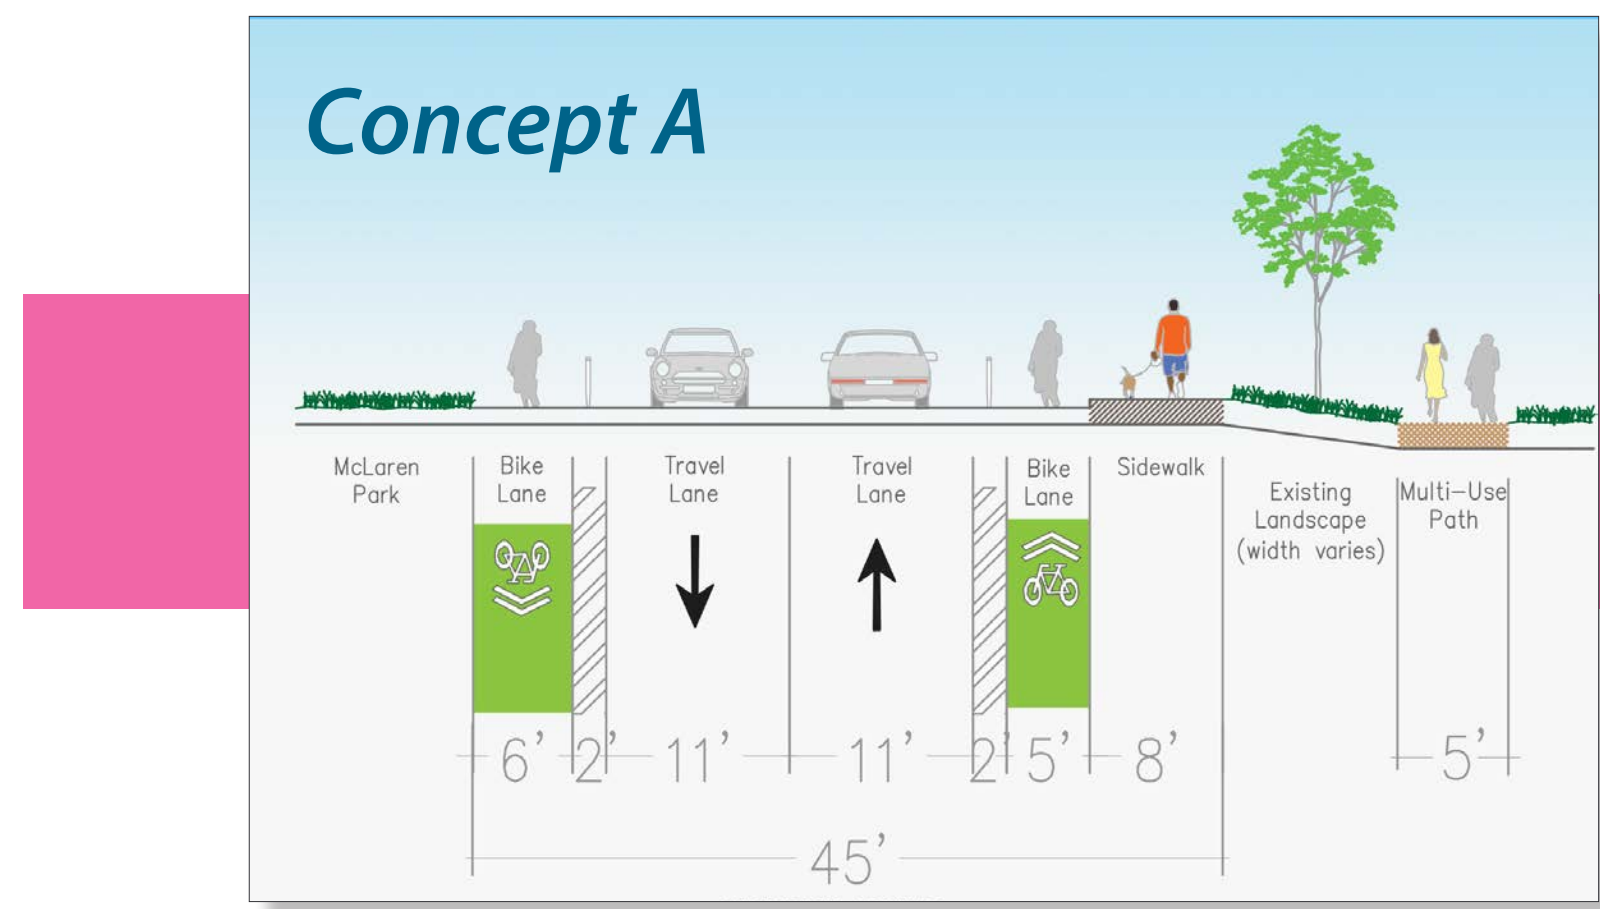 Concept A
McLaren
Park
Bike
Lane
Travel
Lane
Travel
Lane
Bike
Lane
Sidewalk
Existing
Landscape
(width varies)
Multi-Use
Path
6' 2' 11' 11' 2' 5' 8' 5'
45'